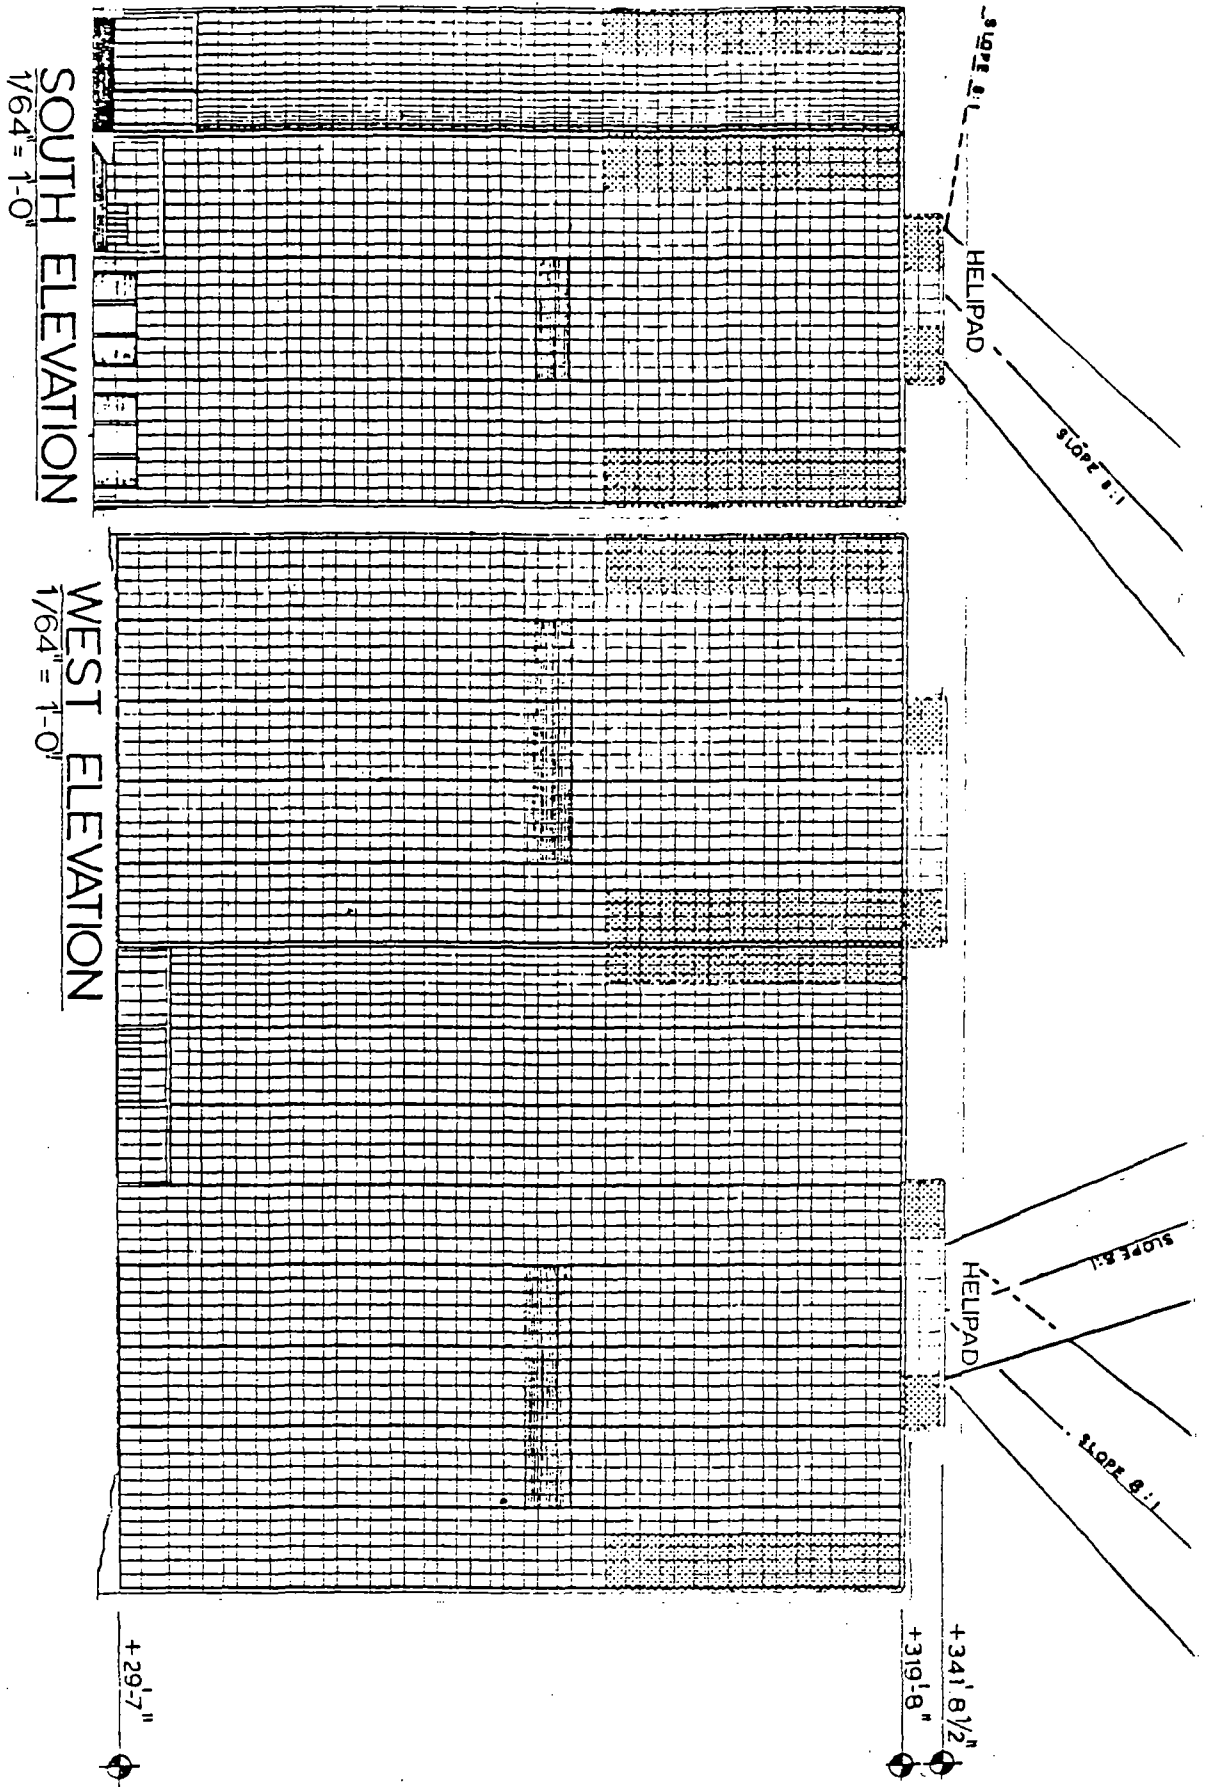 SLOPE 8:1
HELIPAD
SLOPE 8:1
SOUTH ELEVATION
1/64" = 1'-0"
SLOPE 8:1
HELIPAD
SLOPE 8:1
WEST ELEVATION
1/64" = 1'-0"
+341' 8 1/2"
+319'-8"
+29'-7"